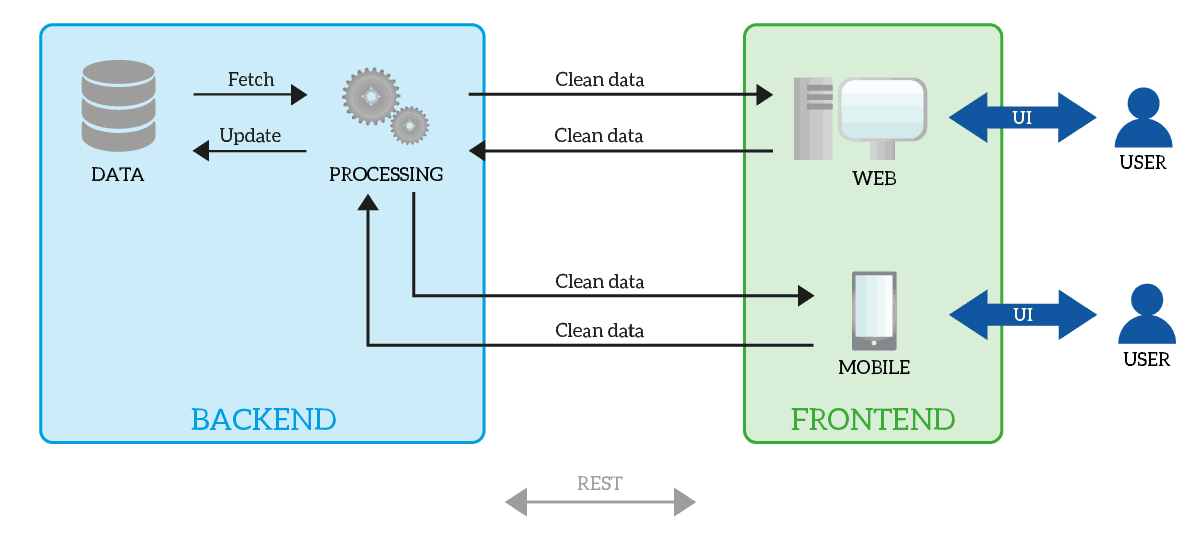 Fetch
Update
DATA
PROCESSING
Clean data
Clean data
WEB
UI
USER
Clean data
Clean data
MOBILE
UI
USER
BACKEND
FRONTEND
REST